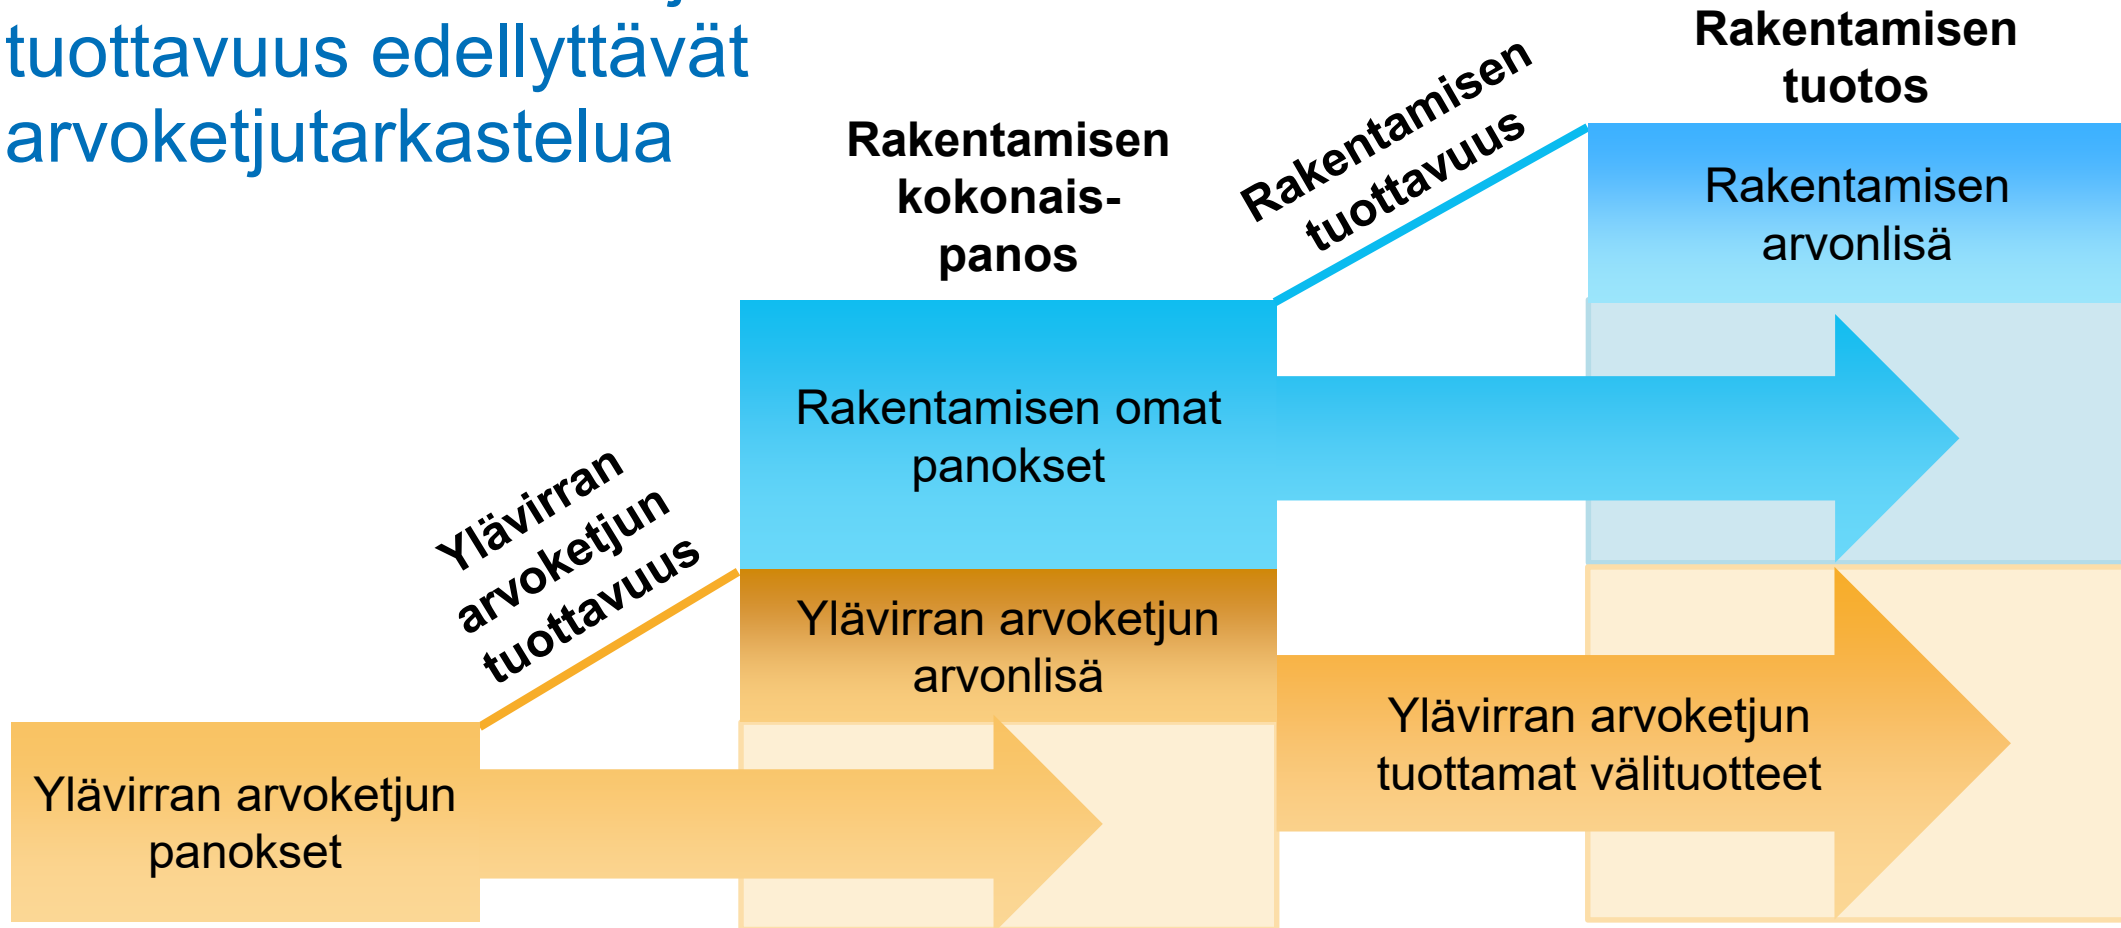 tuottavuus edellyttävät
arvoketjutarkastelua
Rakentamisen
kokonais-
panos
Rakentamisen
tuottavuus
Rakentamisen
tuotos
Rakentamisen
arvonlisä
Rakentamisen omat
panokset
Ylävirran
arvoketjun
tuottavuus
Ylävirran arvoketjun
arvonlisä
Ylävirran arvoketjun
tuottamat välituotteet
Ylävirran arvoketjun
panokset